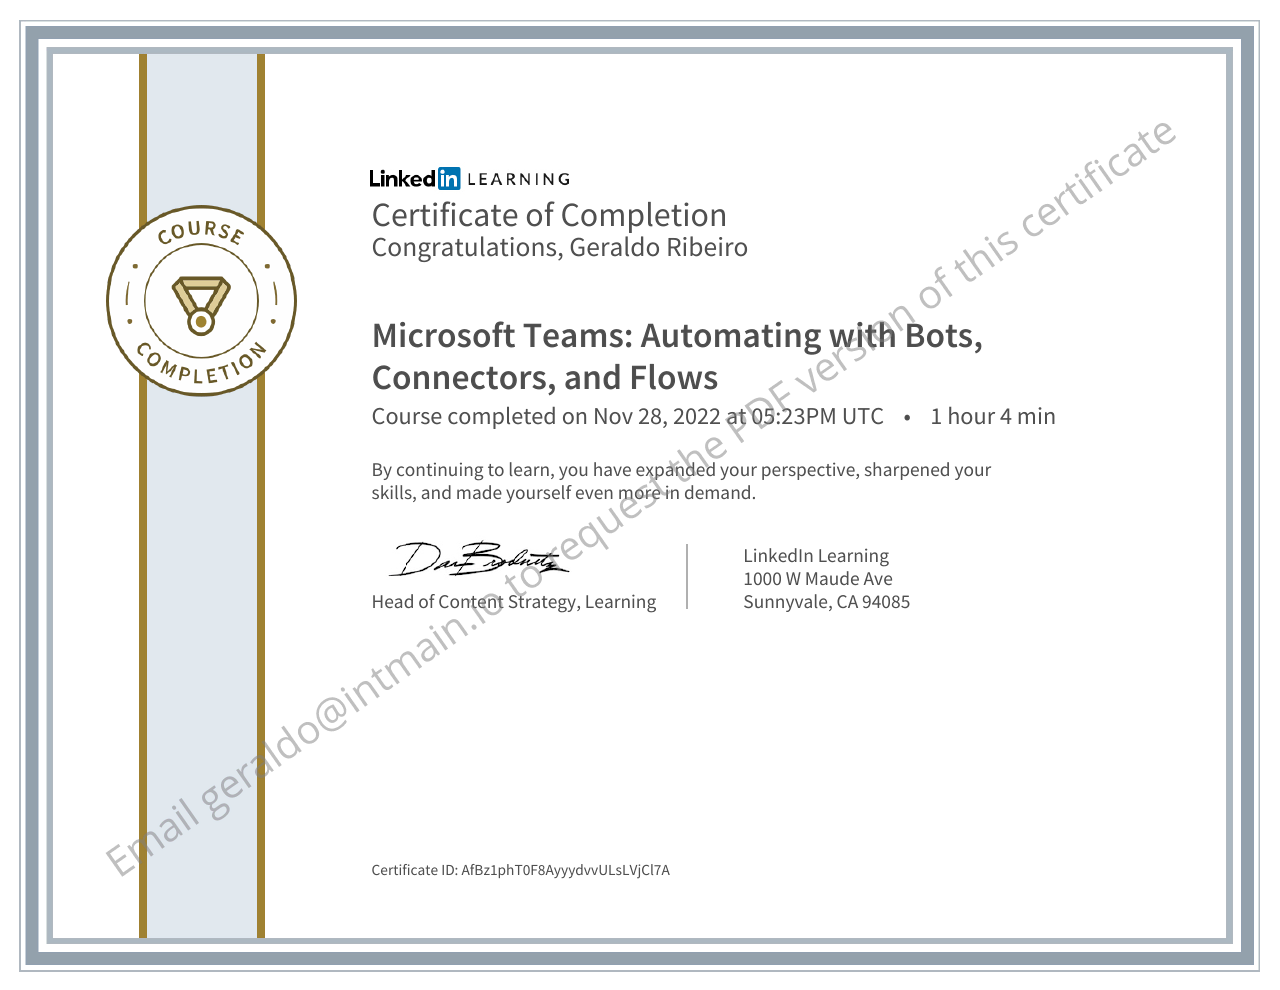 COURSE
COMPLETION
Linkedin LEARNING
Certificate of Completion
Congratulations, Geraldo Ribeiro
Microsoft Teams: Automating with Bots,
Connectors, and Flows
Course completed on Nov 28, 2022 at 05:23PM UTC • 1 hour 4 min
By continuing to learn, you have expanded your perspective, sharpened your
skills, and made yourself even more in demand.
Head of Content Strategy, Learning
LinkedIn Learning
1000 W Maude Ave
Sunnyvale, CA 94085
Certificate ID: AfBz1phT0F8AyyydvvULsLVjCl7A
Email geraldo@intmain.io to request the PDF version of this certificate